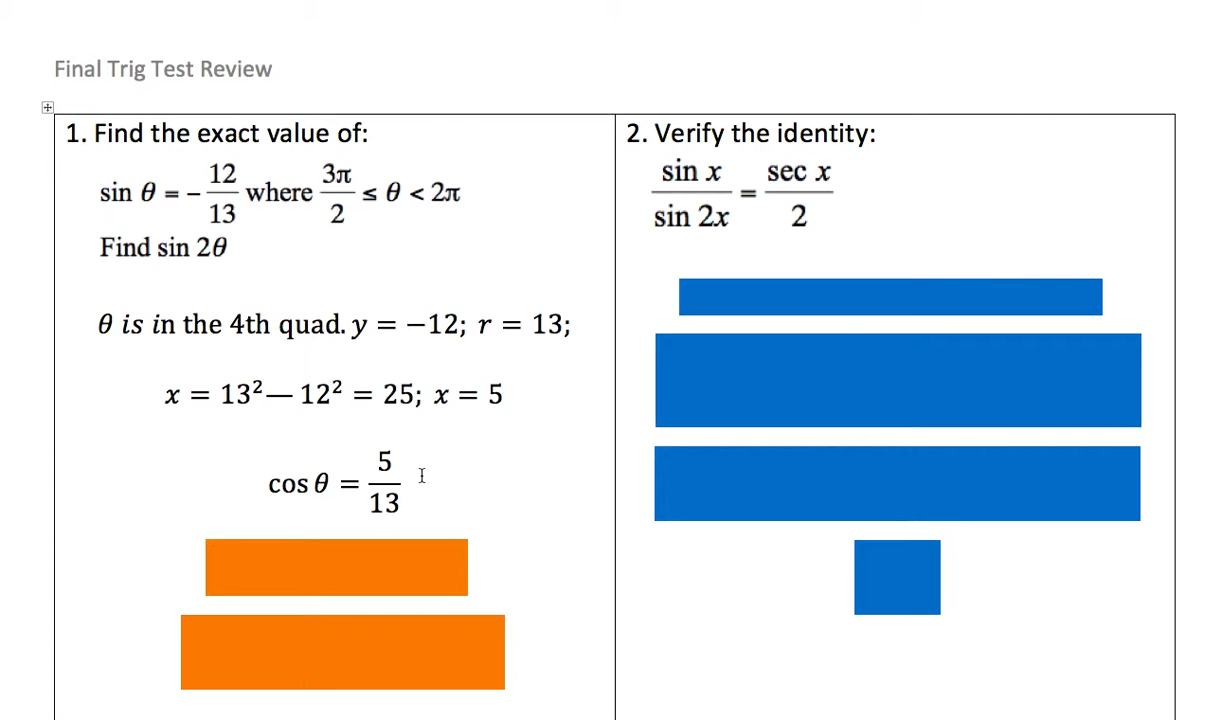 Final Trig Test Review
1. Find the exact value of:
sin θ = − 12/13 where 3π/2 ≤ θ < 2π
Find sin 2θ
θ is in the 4th quad. y = −12; r = 13;
x = 13²— 12² = 25; x = 5
cos θ = 5/13
2. Verify the identity:
sin x / sin 2x = sec x / 2